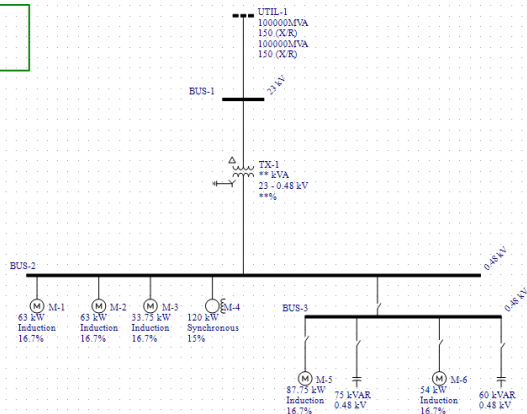 UTIL-1
100000MVA
150 (X/R)
100000MVA
150 (X/R)
BUS-1
23 kV
TX-1
** kVA
23 - 0.48 kV
**%
BUS-2
0.48 kV
M M-1
63 kW
Induction
16.7%
M M-2
63 kW
Induction
16.7%
M M-3
33.75 kW
Induction
16.7%
M-4
120 kW
Synchronous
15%
BUS-3
0.48 kV
M M-5
87.75 kW
Induction
16.7%
75 kVAR
0.48 kV
M M-6
54 kW
Induction
16.7%
60 kVAR
0.48 kV